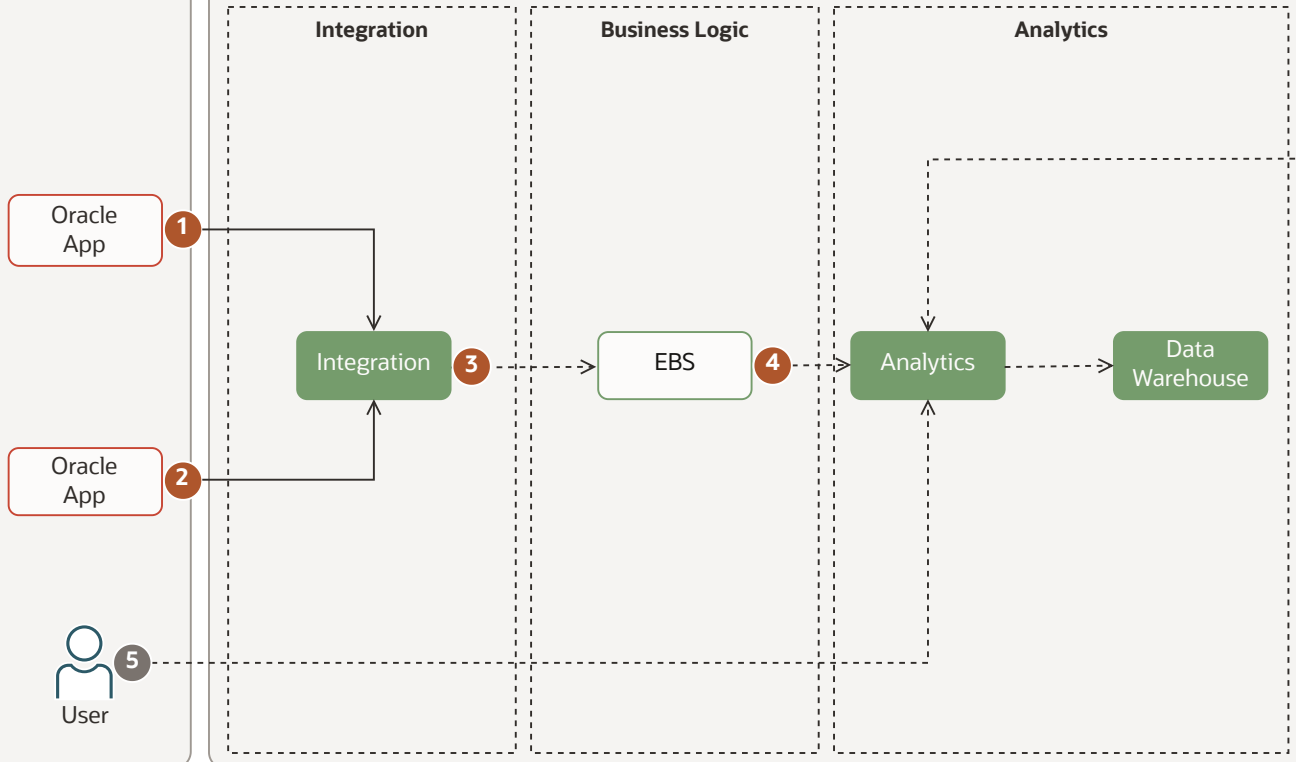 Integration
Business Logic
Analytics
Oracle
App
1
Integration
3
EBS
4
Analytics
Data
Warehouse
Oracle
App
2
5
User